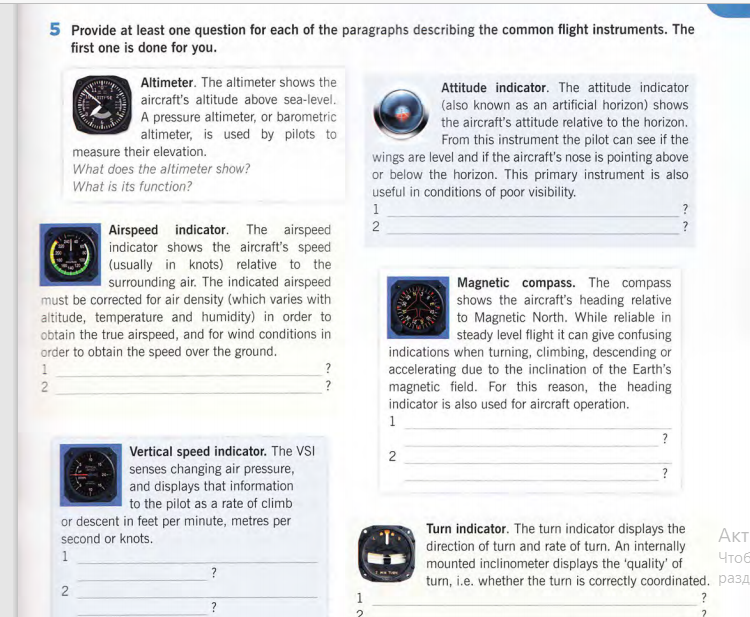 5 Provide at least one question for each of the paragraphs describing the common flight instruments. The
first one is done for you.
Altimeter. The altimeter shows the
aircraft's altitude above sea-level.
A pressure altimeter, or barometric
altimeter, is used by pilots to
measure their elevation.
What does the altimeter show?
What is its function?
Airspeed indicator. The airspeed
indicator shows the aircraft's speed
(usually in knots) relative to the
surrounding air. The indicated airspeed
must be corrected for air density (which varies with
altitude, temperature and humidity) in order to
obtain the true airspeed, and for wind conditions in
order to obtain the speed over the ground.
1 ?
2 ?
Vertical speed indicator. The VSI
senses changing air pressure,
and displays that information
to the pilot as a rate of climb
or descent in feet per minute, metres per
second or knots.
1
?
2
?
Attitude indicator. The attitude indicator
(also known as an artificial horizon) shows
the aircraft's attitude relative to the horizon.
From this instrument the pilot can see if the
wings are level and if the aircraft's nose is pointing above
or below the horizon. This primary instrument is also
useful in conditions of poor visibility.
1 ?
2 ?
Magnetic compass. The compass
shows the aircraft's heading relative
to Magnetic North. While reliable in
steady level flight it can give confusing
indications when turning, climbing, descending or
accelerating due to the inclination of the Earth's
magnetic field. For this reason, the heading
indicator is also used for aircraft operation.
1
?
2
?
Turn indicator. The turn indicator displays the
direction of turn and rate of turn. An internally
mounted inclinometer displays the 'quality' of
turn, i.e. whether the turn is correctly coordinated.
1 ?
2 ?
Акт
Чтоб
разд